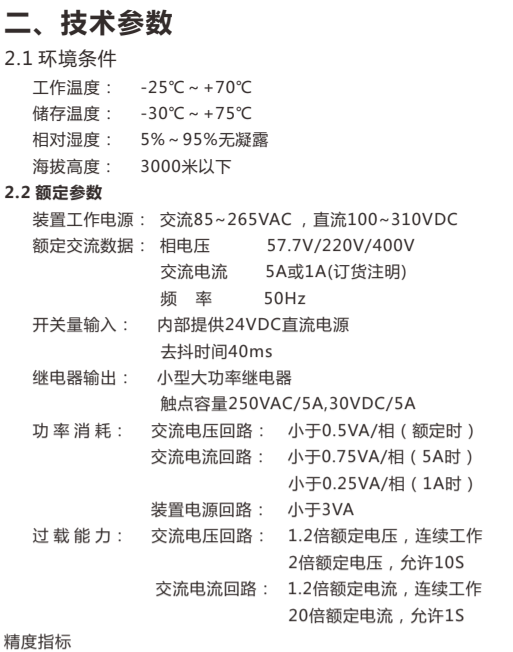 二、技术参数
2.1 环境条件
工作温度： -25℃ ~ +70℃
储存温度： -30℃ ~ +75℃
相对湿度： 5% ~ 95%无凝露
海拔高度： 3000米以下
2.2 额定参数
装置工作电源： 交流85~265VAC ，直流100~310VDC
额定交流数据： 相电压 57.7V/220V/400V
交流电流 5A或1A(订货注明)
频 率 50Hz
开关量输入： 内部提供24VDC直流电源
去抖时间40ms
继电器输出： 小型大功率继电器
触点容量250VAC/5A,30VDC/5A
功 率 消 耗： 交流电压回路： 小于0.5VA/相（额定时）
交流电流回路： 小于0.75VA/相（5A时）
小于0.25VA/相（1A时）
装置电源回路： 小于3VA
过 载 能 力： 交流电压回路： 1.2倍额定电压，连续工作
2倍额定电压，允许10S
交流电流回路： 1.2倍额定电流，连续工作
20倍额定电流，允许1S
精度指标